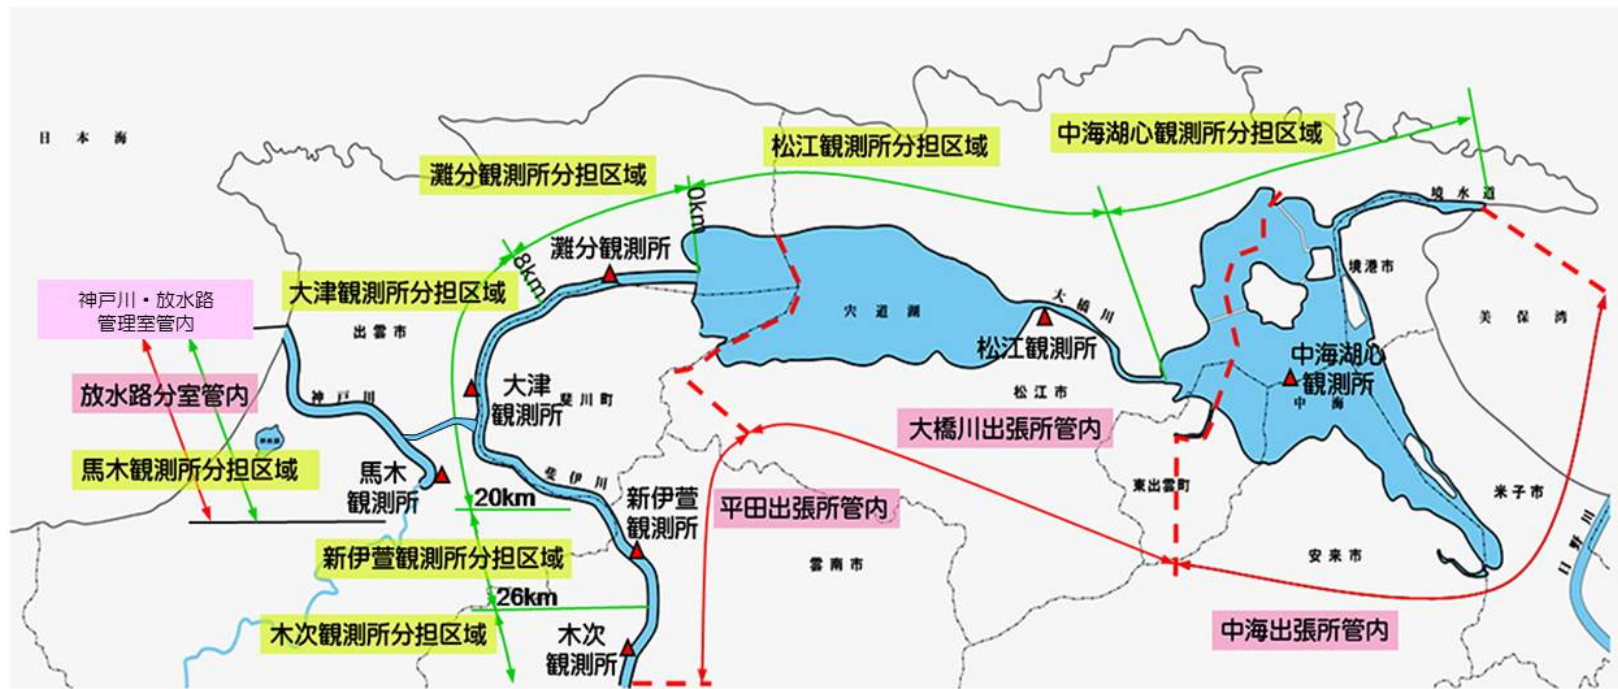 日本海
中海湖心観測所分担区域
松江観測所分担区域
灘分観測所分担区域
境水道
0km
灘分観測所
8km
大津観測所分担区域
境港市
神戸川・放水路
管理室管内
出雲市
大橋川
宍道湖
美保湾
松江観測所
中海湖心
観測所
放水路分室管内
神戸川
大津
観測所
斐川町
松江市
中海
大橋川出張所管内
馬木観測所分担区域
馬木
観測所
斐伊川
20km
新伊萱
観測所
平田出張所管内
東出雲町
米子市
日野川
新伊萱観測所分担区域
雲南市
安来市
26km
木次観測所分担区域
木次
観測所
中海出張所管内